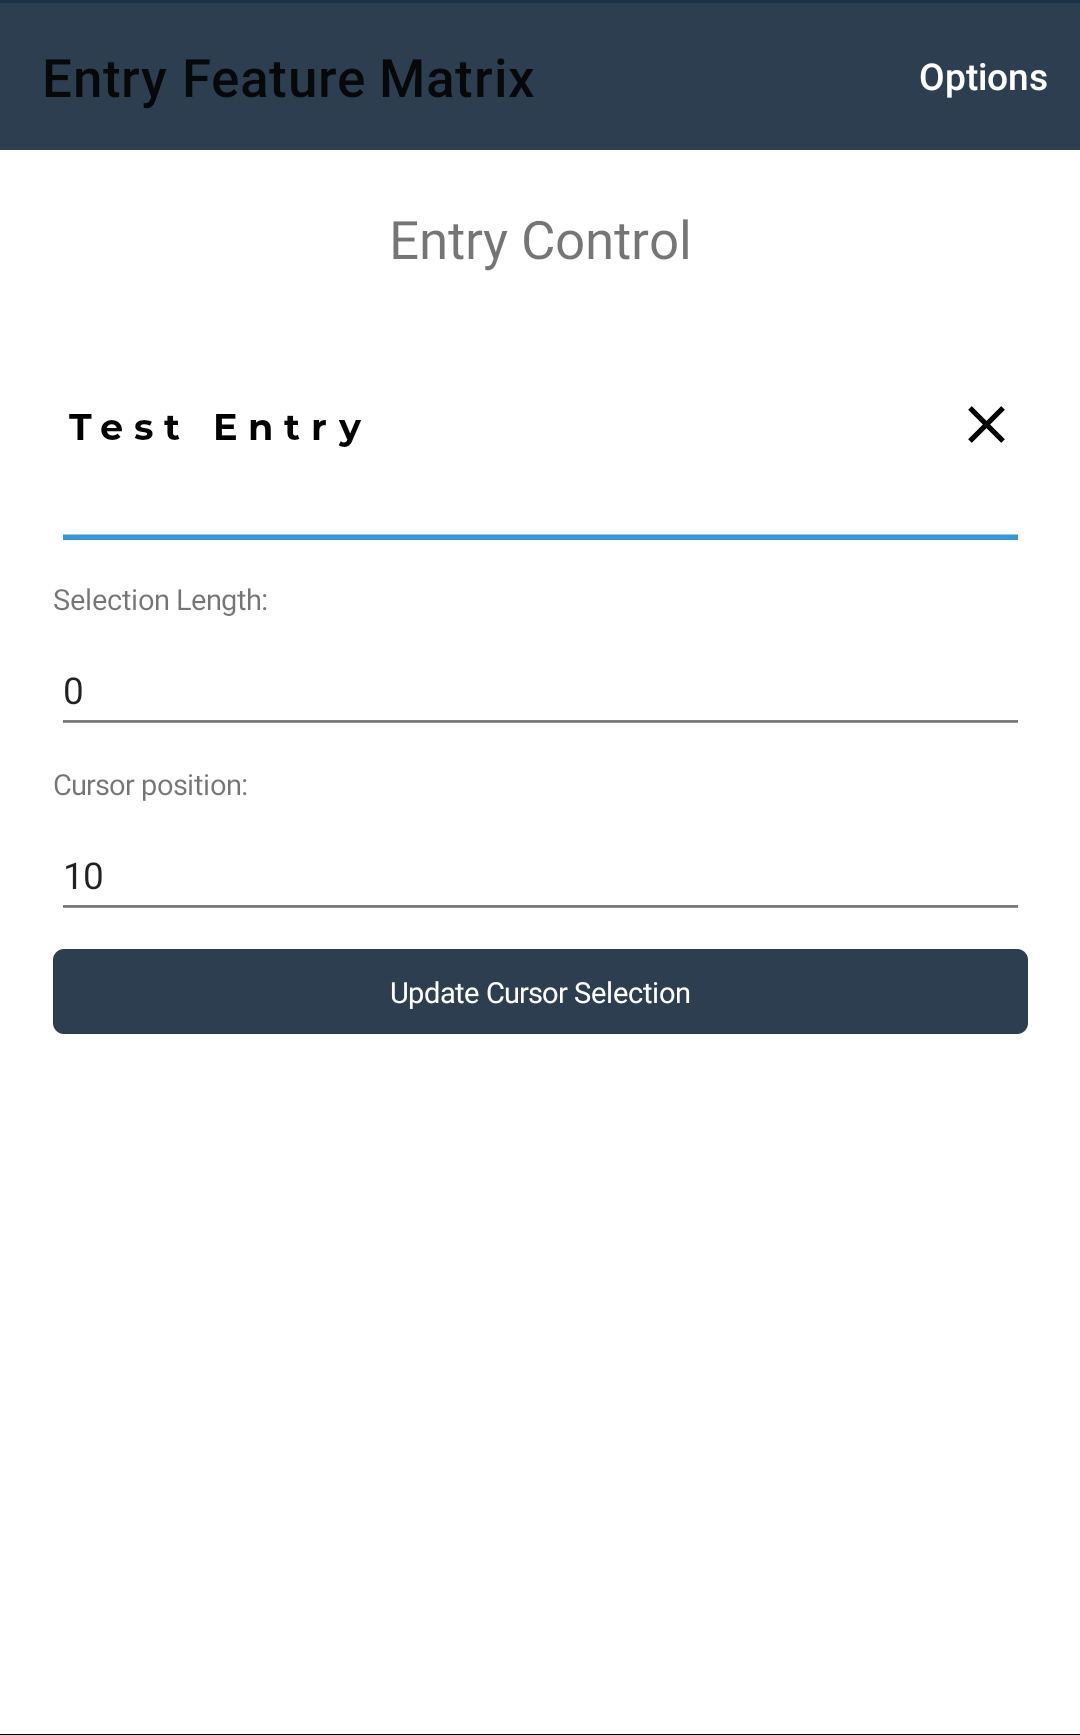 Entry Feature Matrix
Options
Entry Control
Test Entry
Selection Length:
0
Cursor position:
10
Update Cursor Selection